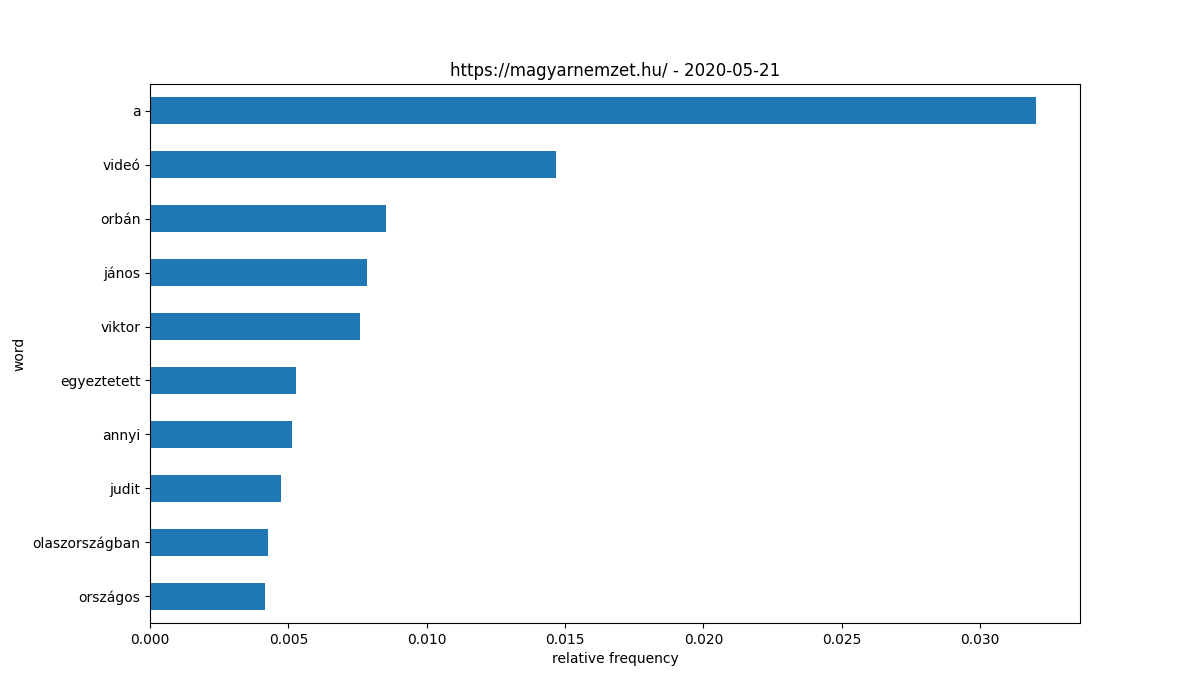 https://magyarnemzet.hu/ - 2020-05-21
word
a
videó
orbán
jános
viktor
egyeztetett
annyi
judit
olaszországban
országos
0.000 0.005 0.010 0.015 0.020 0.025 0.030
relative frequency